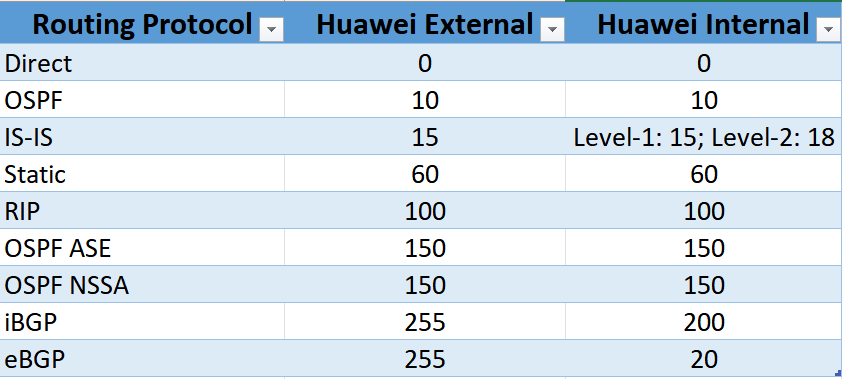 Routing Protocol Huawei External Huawei Internal
Direct 0 0
OSPF 10 10
IS-IS 15 Level-1: 15; Level-2: 18
Static 60 60
RIP 100 100
OSPF ASE 150 150
OSPF NSSA 150 150
iBGP 255 200
eBGP 255 20